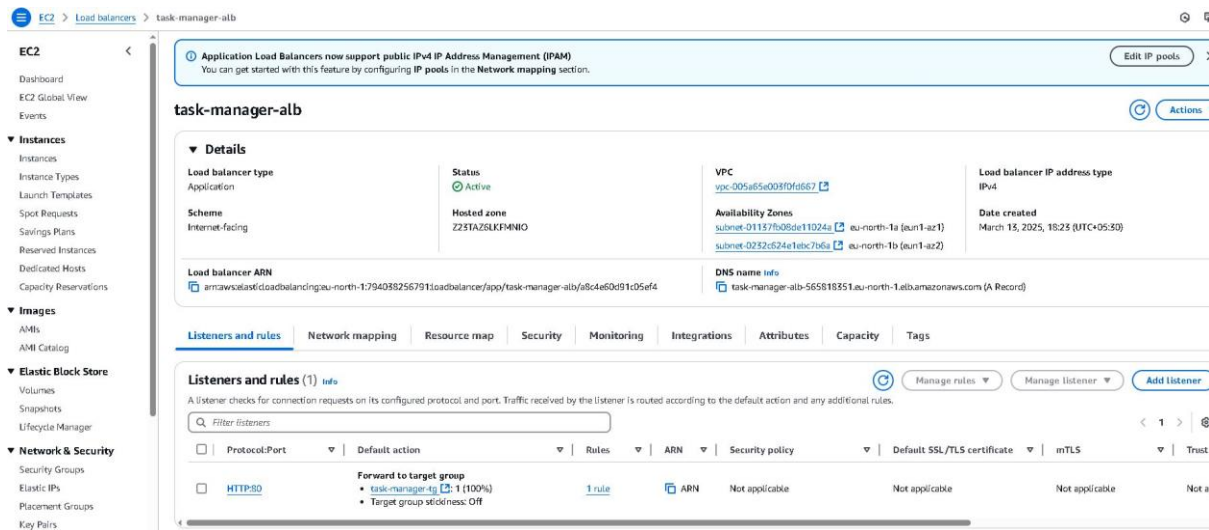 EC2 > Load balancers > task-manager-alb
EC2
Dashboard
EC2 Global View
Events
Instances
Instances
Instance Types
Launch Templates
Spot Requests
Savings Plans
Reserved Instances
Dedicated Hosts
Capacity Reservations
Images
AMIs
AMI Catalog
Elastic Block Store
Volumes
Snapshots
Lifecycle Manager
Network & Security
Security Groups
Elastic IPs
Placement Groups
Key Pairs
Application Load Balancers now support public IPv4 IP Address Management (IPAM)
You can get started with this feature by configuring IP pools in the Network mapping section.
Edit IP pools
task-manager-alb
Actions
Details
Load balancer type
Application
Status
Active
VPC
vpc-005a65e003f0fd667
Load balancer IP address type
IPv4
Scheme
Internet-facing
Hosted zone
Z23TAZ6LKFMNIO
Availability Zones
subnet-01137fb08de11024a eu-north-1a (eun1-az1)
subnet-0232c624e1ebc7b6a eu-north-1b (eun1-az2)
Date created
March 13, 2025, 18:23 (UTC+05:30)
Load balancer ARN
arn:aws:elasticloadbalancing:eu-north-1:794038256791:loadbalancer/app/task-manager-alb/a8c4e60d91c05ef4
DNS name Info
task-manager-alb-565818351.eu-north-1.elb.amazonaws.com (A Record)
Listeners and rules Network mapping Resource map Security Monitoring Integrations Attributes Capacity Tags
Listeners and rules (1) Info
Manage rules Manage listener Add listener
A listener checks for connection requests on its configured protocol and port. Traffic received by the listener is routed according to the default action and any additional rules.
Filter listeners
1
Protocol:Port Default action Rules ARN Security policy Default SSL/TLS certificate mTLS Trust
HTTP:80
Forward to target group
• task-manager-tg: 1 (100%)
• Target group stickiness: Off
1 rule
ARN
Not applicable
Not applicable
Not applicable
Not a